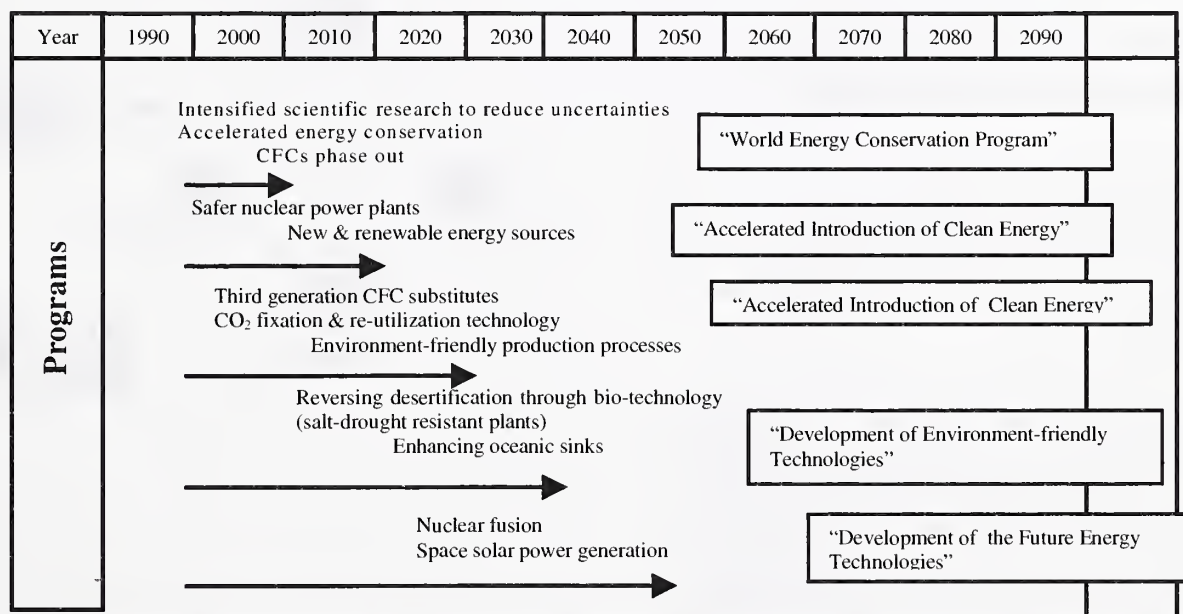 Year 1990 2000 2010 2020 2030 2040 2050 2060 2070 2080 2090
Programs
Intensified scientific research to reduce uncertainties
Accelerated energy conservation
CFCs phase out
"World Energy Conservation Program"
Safer nuclear power plants
New & renewable energy sources
"Accelerated Introduction of Clean Energy"
Third generation CFC substitutes
CO₂ fixation & re-utilization technology
Environment-friendly production processes
"Accelerated Introduction of Clean Energy"
Reversing desertification through bio-technology
(salt-drought resistant plants)
Enhancing oceanic sinks
"Development of Environment-friendly
Technologies"
Nuclear fusion
Space solar power generation
"Development of the Future Energy
Technologies"